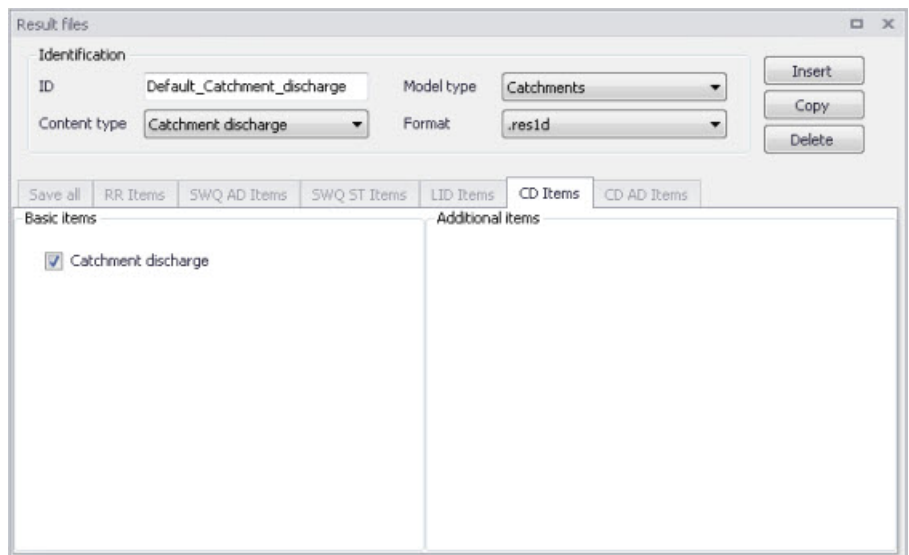 Result files
Identification
ID Default_Catchment_discharge Model type Catchments
Content type Catchment discharge Format .res1d
Insert
Copy
Delete
Save all RR Items SWQ AD Items SWQ ST Items LID Items CD Items CD AD Items
Basic items
Catchment discharge
Additional items